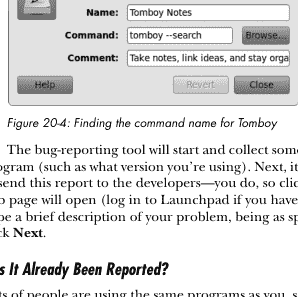 Name: Tomboy Notes
Command: tomboy --search Browse...
Comment: Take notes, link ideas, and stay orga
Help Revert Close
Figure 20-4: Finding the command name for Tomboy
The bug-reporting tool will start and collect som
ogram (such as what version you're using). Next, it
send this report to the developers—you do, so clic
page will open (log in to Launchpad if you have
be a brief description of your problem, being as sp
ck Next.
s It Already Been Reported?
ts of people are using the same programs as you, s